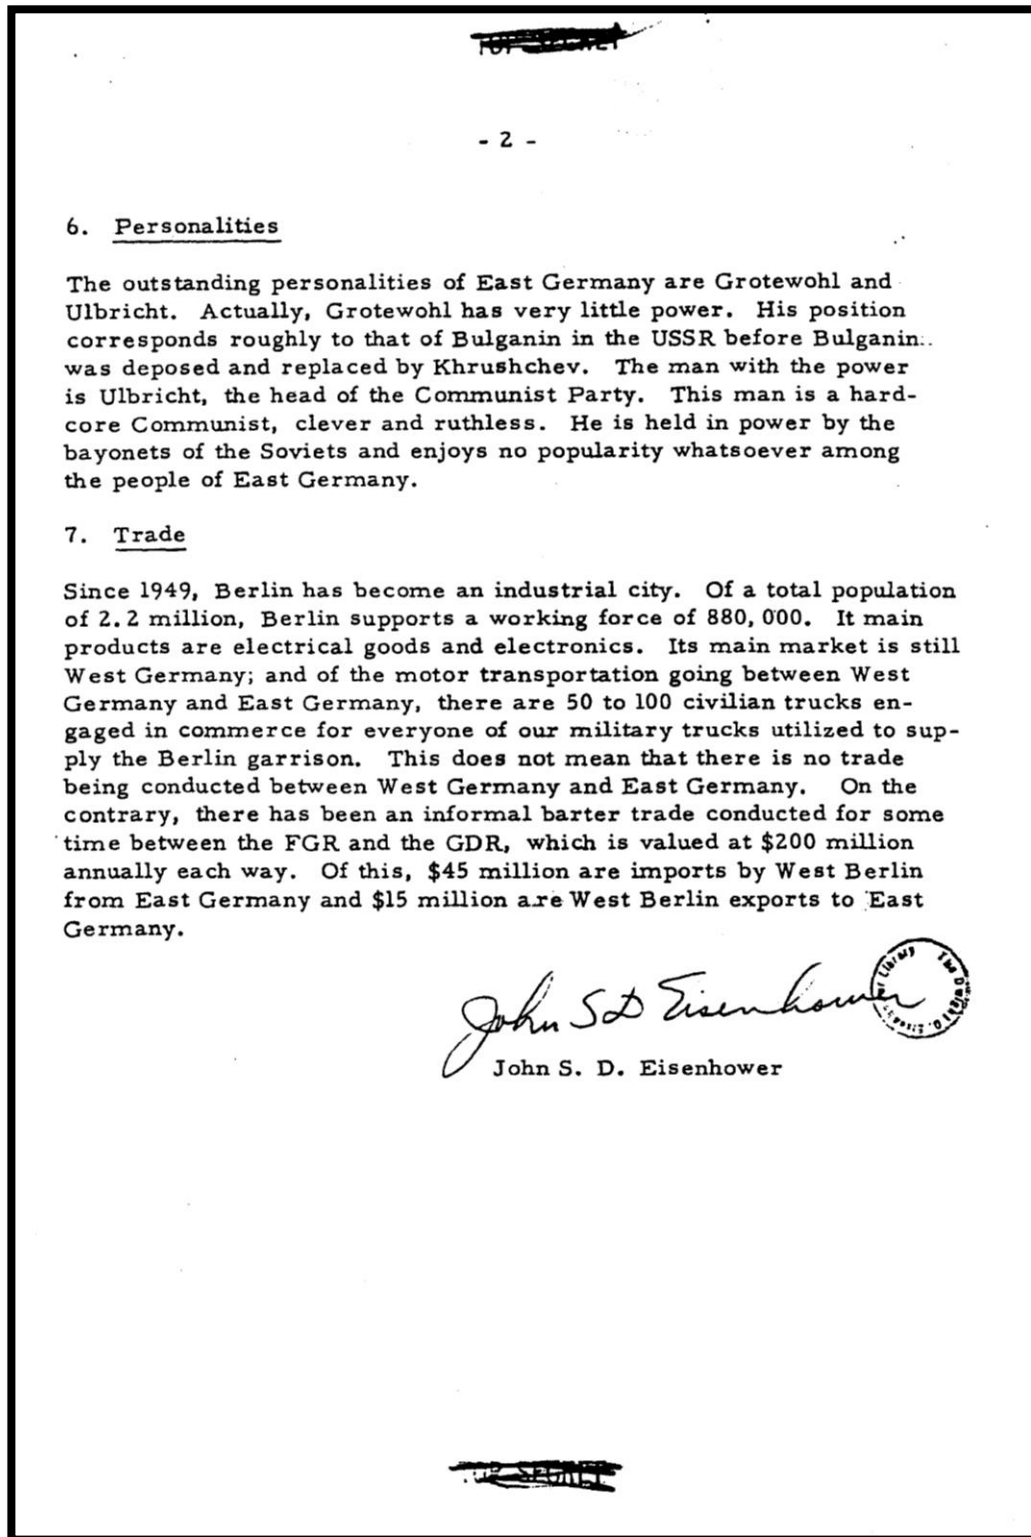 TOP SECRET
- 2 -
6. Personalities
The outstanding personalities of East Germany are Grotewohl and
Ulbricht. Actually, Grotewohl has very little power. His position
corresponds roughly to that of Bulganin in the USSR before Bulganin
was deposed and replaced by Khrushchev. The man with the power
is Ulbricht, the head of the Communist Party. This man is a hard-
core Communist, clever and ruthless. He is held in power by the
bayonets of the Soviets and enjoys no popularity whatsoever among
the people of East Germany.
7. Trade
Since 1949, Berlin has become an industrial city. Of a total population
of 2.2 million, Berlin supports a working force of 880,000. It main
products are electrical goods and electronics. Its main market is still
West Germany; and of the motor transportation going between West
Germany and East Germany, there are 50 to 100 civilian trucks en-
gaged in commerce for everyone of our military trucks utilized to sup-
ply the Berlin garrison. This does not mean that there is no trade
being conducted between West Germany and East Germany. On the
contrary, there has been an informal barter trade conducted for some
time between the FGR and the GDR, which is valued at $200 million
annually each way. Of this, $45 million are imports by West Berlin
from East Germany and $15 million are West Berlin exports to East
Germany.
John S D Eisenhower
The Dwight D. Library
John S. D. Eisenhower
TOP SECRET